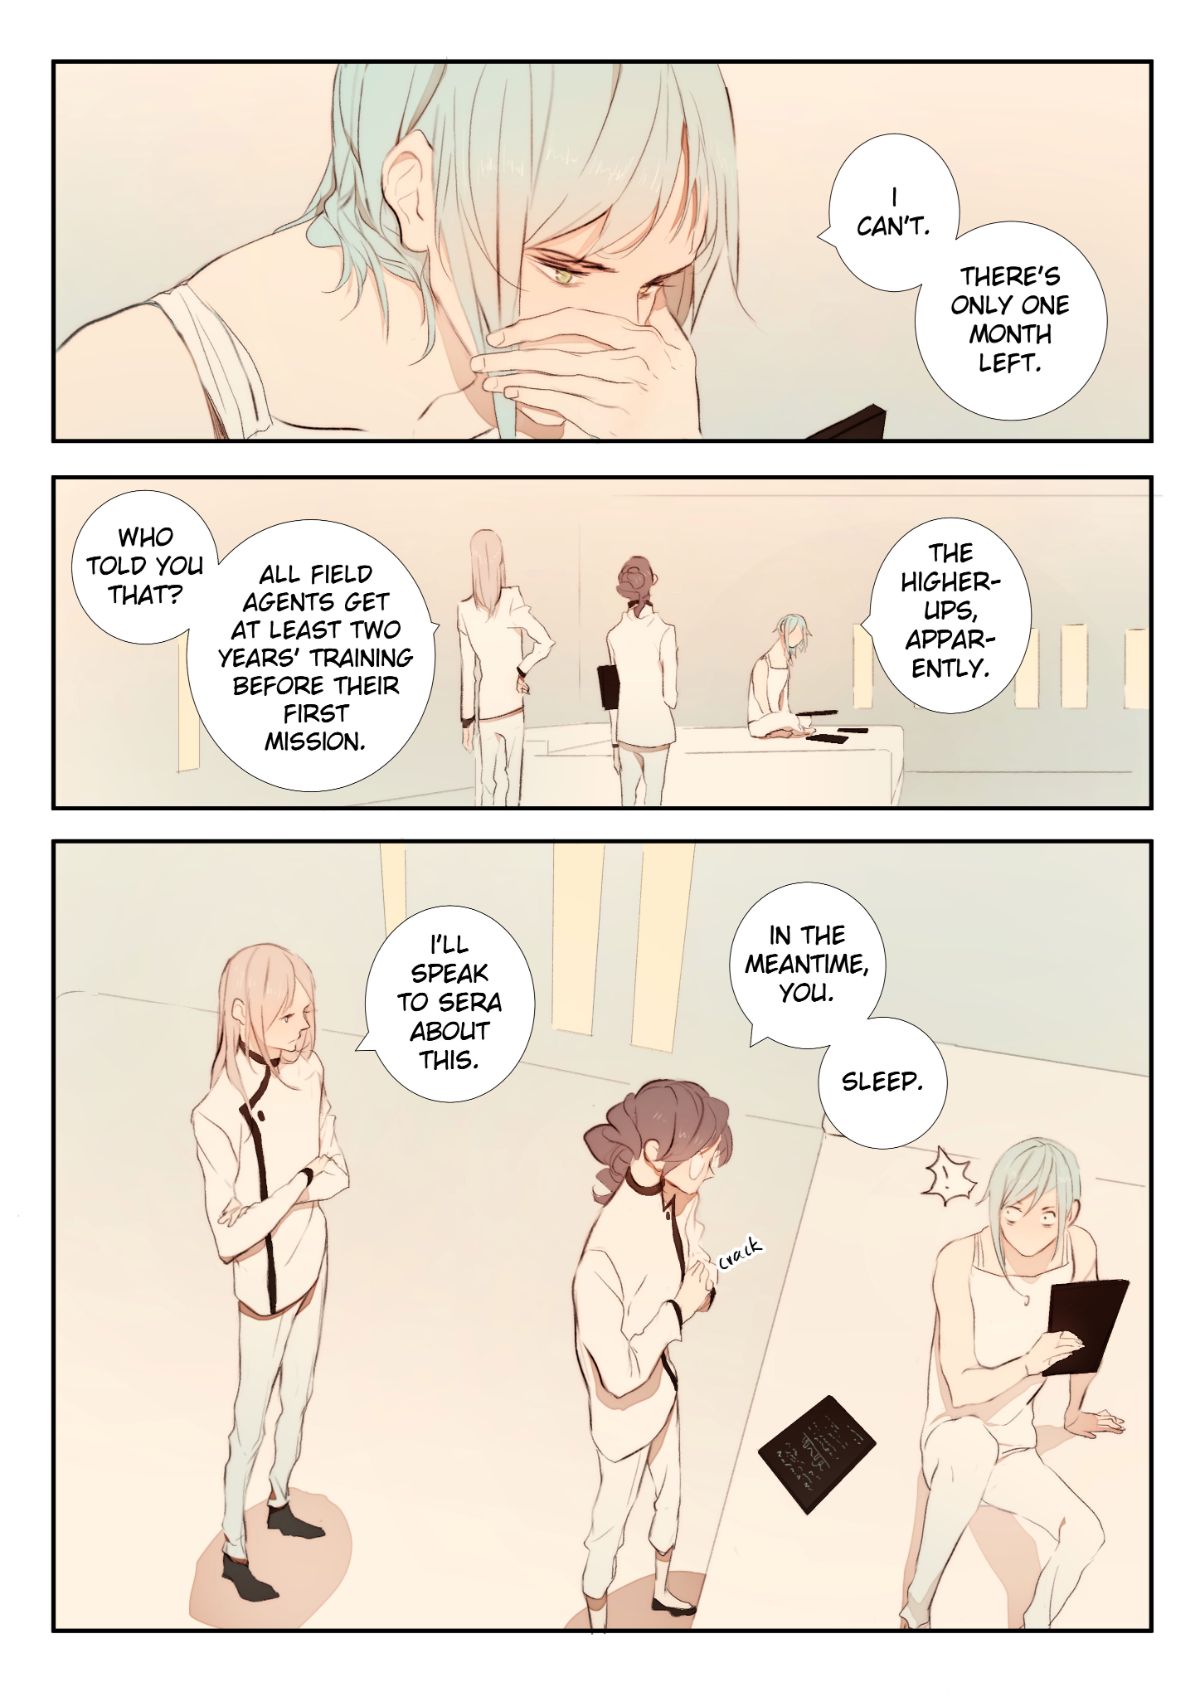 I
CAN'T.
THERE'S
ONLY ONE
MONTH
LEFT.
WHO
TOLD YOU
THAT?
ALL FIELD
AGENTS GET
AT LEAST TWO
YEARS' TRAINING
BEFORE THEIR
FIRST
MISSION.
THE
HIGHER-
UPS,
APPAR-
ENTLY.
I'LL
SPEAK
TO SERA
ABOUT
THIS.
IN THE
MEANTIME,
YOU.
SLEEP.
!
crack